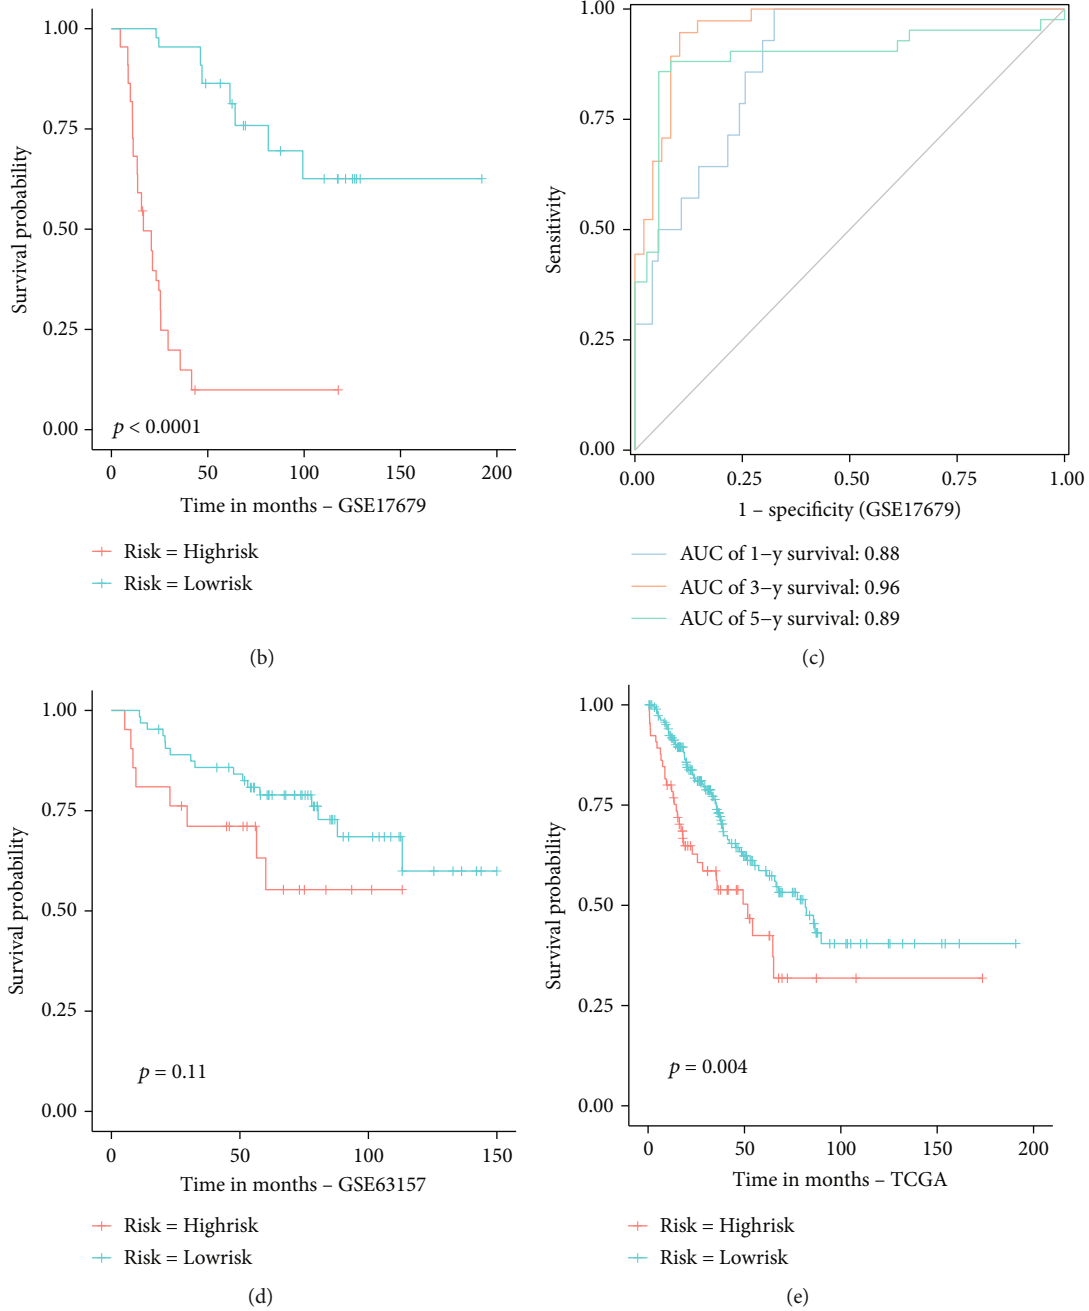 1.00
0.75
0.50
0.25
0.00
Survival probability
p < 0.0001
0
50
100
150
200
Time in months – GSE17679
Risk = Highrisk
Risk = Lowrisk
(b)
1.00
0.75
0.50
0.25
0.00
Sensitivity
0.00
0.25
0.50
0.75
1.00
1 – specificity (GSE17679)
AUC of 1–y survival: 0.88
AUC of 3–y survival: 0.96
AUC of 5–y survival: 0.89
(c)
1.00
0.75
0.50
0.25
0.00
Survival probability
p = 0.11
0
50
100
150
Time in months – GSE63157
Risk = Highrisk
Risk = Lowrisk
(d)
1.00
0.75
0.50
0.25
0.00
Survival probability
p = 0.004
0
50
100
150
200
Time in months – TCGA
Risk = Highrisk
Risk = Lowrisk
(e)